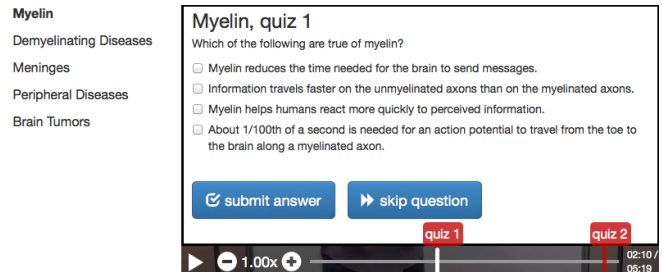 Myelin
Demyelinating Diseases
Meninges
Peripheral Diseases
Brain Tumors
Myelin, quiz 1
Which of the following are true of myelin?
Myelin reduces the time needed for the brain to send messages.
Information travels faster on the unmyelinated axons than on the myelinated axons.
Myelin helps humans react more quickly to perceived information.
About 1/100th of a second is needed for an action potential to travel from the toe to
the brain along a myelinated axon.
submit answer
skip question
quiz 1
quiz 2
1.00x
02:10 /
05:19